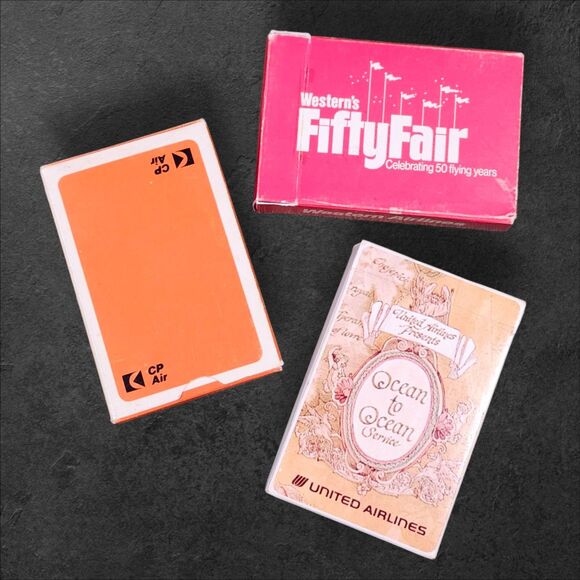 CP
Air
CP
Air
Western's
FiftyFair
Celebrating 50 flying years
Western Airlines
United Airlines
Presents
Ocean
to
Ocean
Service
UNITED AIRLINES